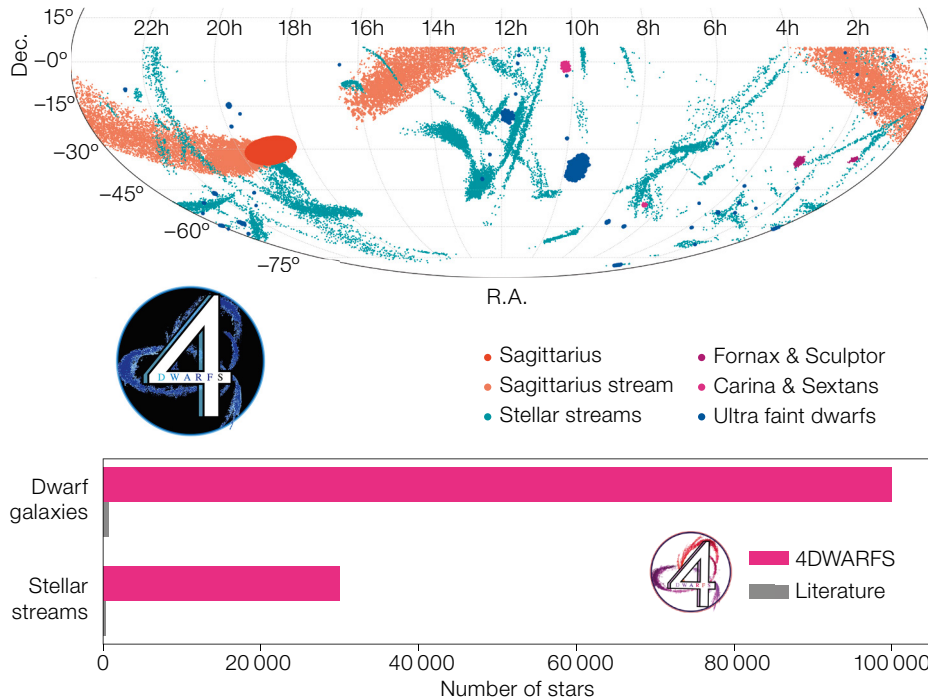 15°
22h 20h 18h 16h 14h 12h 10h 8h 6h 4h 2h
Dec.
−0°
−15°
−30°
−45°
−60°
−75°
R.A.
4
DWARFS
Sagittarius
Sagittarius stream
Stellar streams
Fornax & Sculptor
Carina & Sextans
Ultra faint dwarfs
Dwarf
galaxies
Stellar
streams
4
DWARFS
4DWARFS
Literature
0 20 000 40 000 60 000 80 000 100 000
Number of stars